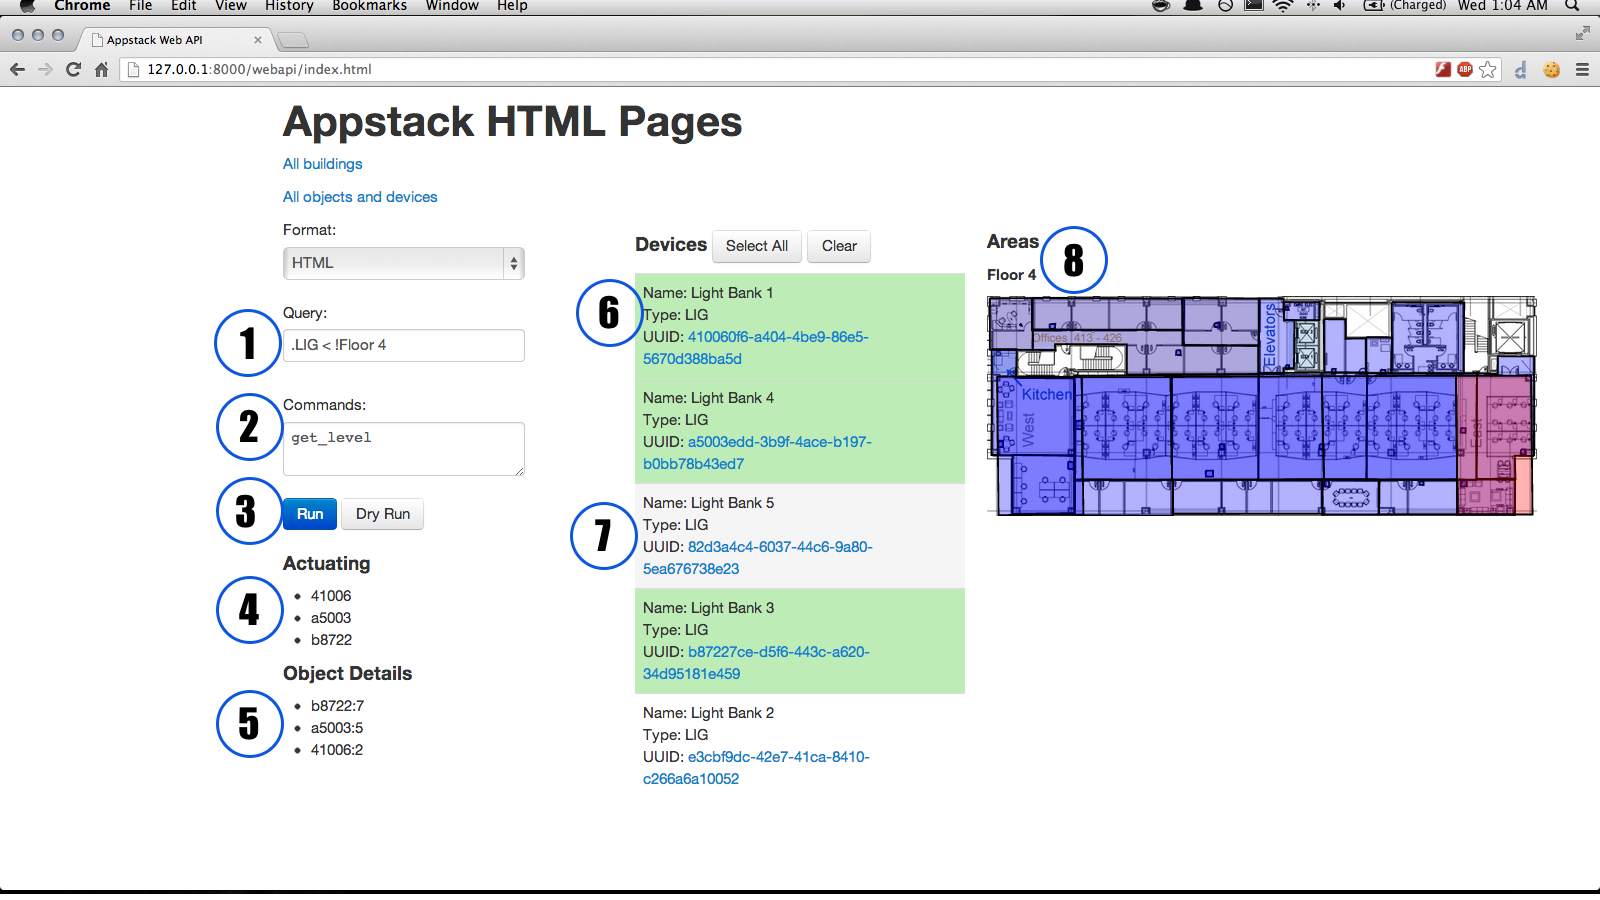 Chrome File Edit View History Bookmarks Window Help (Charged) Wed 1:04 AM
Appstack Web API
127.0.0.1:8000/webapi/index.html
ABP
Appstack HTML Pages
All buildings
All objects and devices
Format:
HTML
1
Query:
.LIG < !Floor 4
2
Commands:
get_level
3
Run Dry Run
Actuating
4
41006
a5003
b8722
Object Details
5
b8722:7
a5003:5
41006:2
Devices Select All Clear
6
Name: Light Bank 1
Type: LIG
UUID: 410060f6-a404-4be9-86e5-
5670d388ba5d
Name: Light Bank 4
Type: LIG
UUID: a5003edd-3b9f-4ace-b197-
b0bb78b43ed7
7
Name: Light Bank 5
Type: LIG
UUID: 82d3a4c4-6037-44c6-9a80-
5ea676738e23
Name: Light Bank 3
Type: LIG
UUID: b87227ce-d5f6-443c-a620-
34d95181e459
Name: Light Bank 2
Type: LIG
UUID: e3cbf9dc-42e7-41ca-8410-
c266a6a10052
Areas
8
Floor 4
Offices 413 - 426
Elevators
Kitchen
West
East